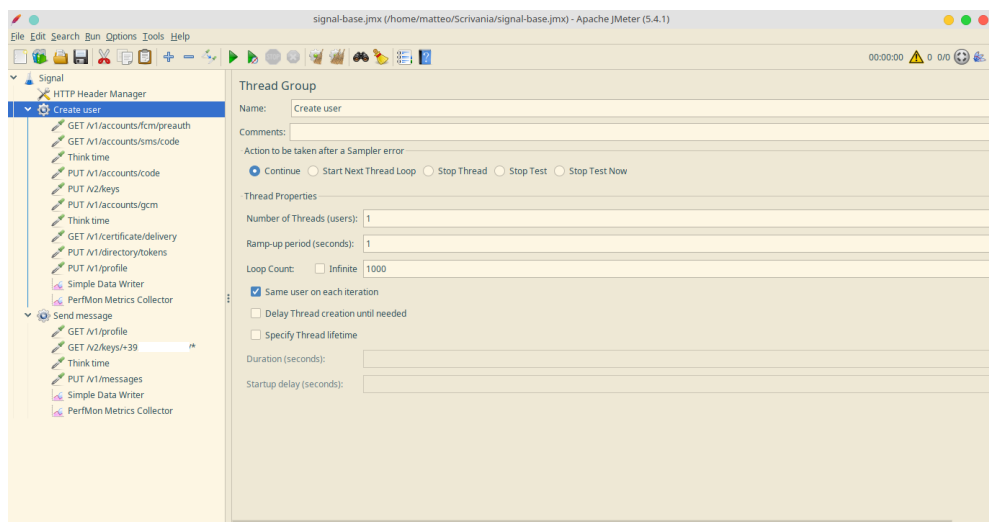 signal-base.jmx (/home/matteo/Scrivania/signal-base.jmx) - Apache JMeter (5.4.1)
File Edit Search Run Options Tools Help
00:00:00 0 0/0
Signal
HTTP Header Manager
Create user
GET /v1/accounts/fcm/preauth
GET /v1/accounts/sms/code
Think time
PUT /v1/accounts/code
PUT /v2/keys
PUT /v1/accounts/gcm
Think time
GET /v1/certificate/delivery
PUT /v1/directory/tokens
PUT /v1/profile
Simple Data Writer
PerfMon Metrics Collector
Send message
GET /v1/profile
GET /v2/keys/+39 /*
Think time
PUT /v1/messages
Simple Data Writer
PerfMon Metrics Collector
Thread Group
Name: Create user
Comments:
Action to be taken after a Sampler error
Continue Start Next Thread Loop Stop Thread Stop Test Stop Test Now
Thread Properties
Number of Threads (users): 1
Ramp-up period (seconds): 1
Loop Count: Infinite 1000
Same user on each iteration
Delay Thread creation until needed
Specify Thread lifetime
Duration (seconds):
Startup delay (seconds):